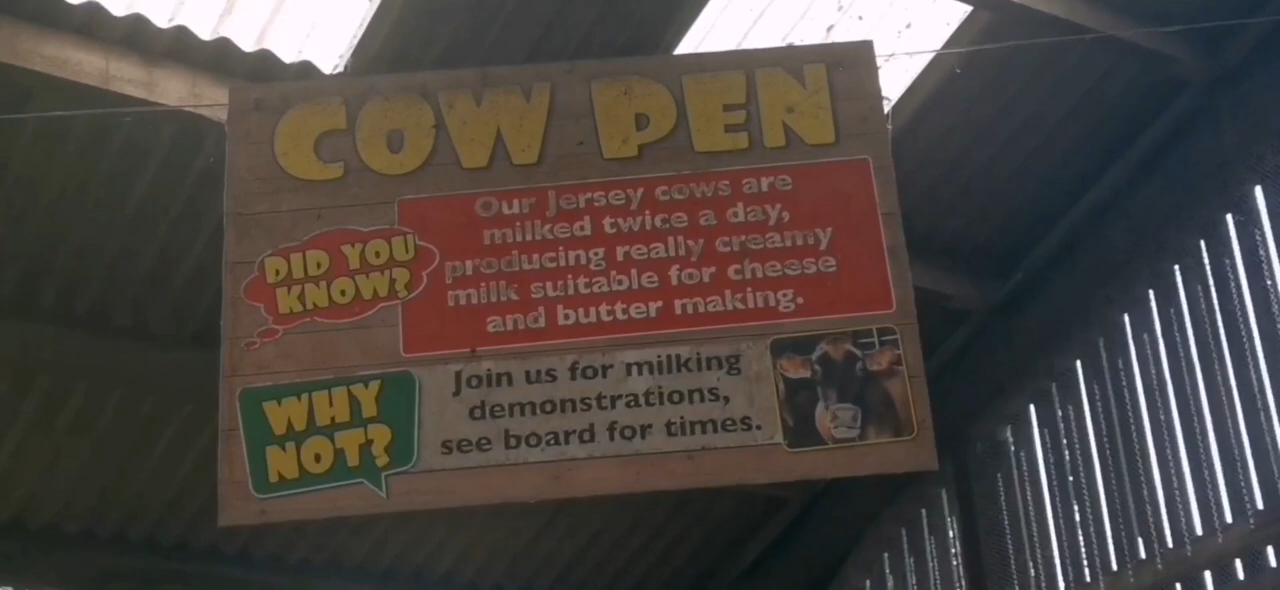 COW PEN
DID YOU
KNOW?
Our Jersey cows are
milked twice a day,
producing really creamy
milk suitable for cheese
and butter making.
WHY
NOT?
Join us for milking
demonstrations,
see board for times.